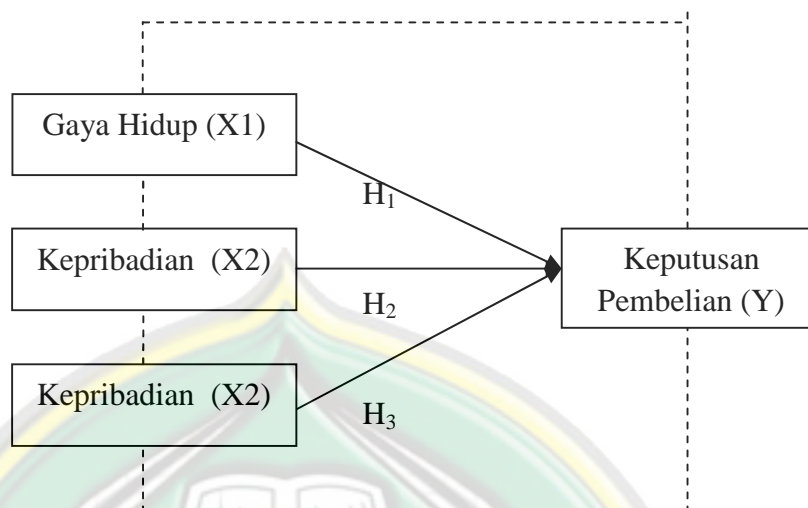 Gaya Hidup (X1)
H₁
Kepribadian (X2)
Keputusan
Pembelian (Y)
H₂
Kepribadian (X2)
H₃